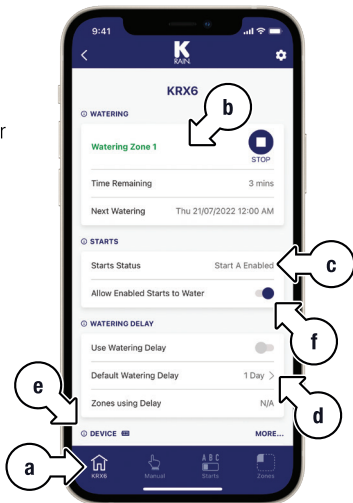 9:41
K
RAIN
KRX6
WATERING
b
Watering Zone 1
STOP
r
Time Remaining 3 mins
Next Watering Thu 21/07/2022 12:00 AM
STARTS
Starts Status Start A Enabled
c
Allow Enabled Starts to Water
f
WATERING DELAY
Use Watering Delay
Default Watering Delay 1 Day >
e
d
Zones using Delay N/A
DEVICE MORE...
a
A B C
KRX6 Manual Starts Zones